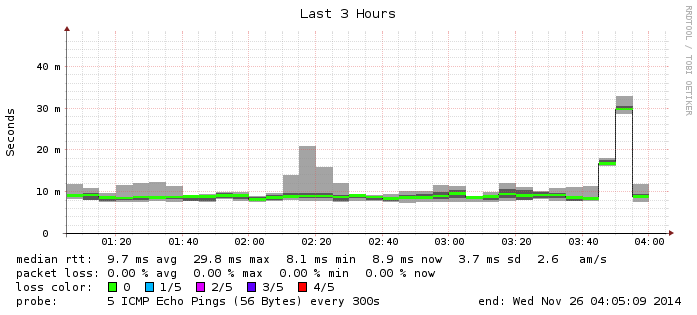 Last 3 Hours
RRDTOOL / TOBI OETIKER
Seconds
40 m
30 m
20 m
10 m
0
01:20 01:40 02:00 02:20 02:40 03:00 03:20 03:40 04:00
median rtt: 9.7 ms avg 29.8 ms max 8.1 ms min 8.9 ms now 3.7 ms sd 2.6 am/s
packet loss: 0.00 % avg 0.00 % max 0.00 % min 0.00 % now
loss color: 0 1/5 2/5 3/5 4/5
probe: 5 ICMP Echo Pings (56 Bytes) every 300s end: Wed Nov 26 04:05:09 2014